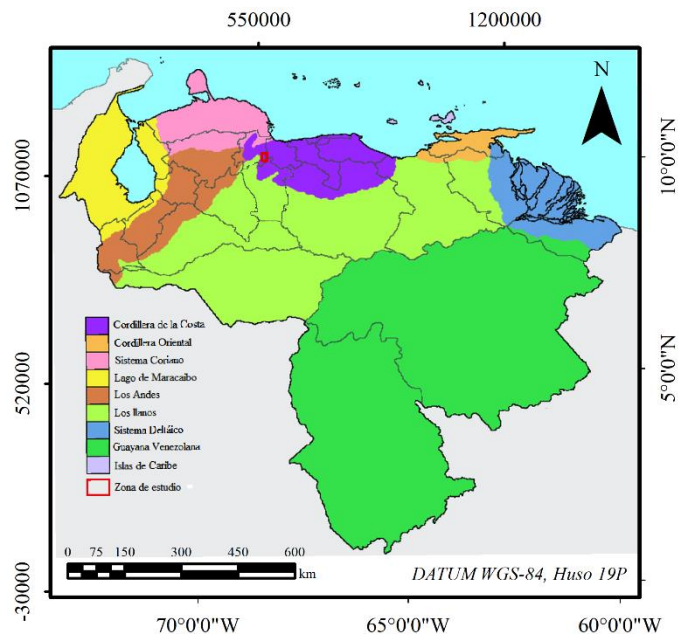 550000
1200000
N
1070000
520000
-30000
10°0'0"N
5°0'0"N
Cordillera de la Costa
Cordillera Oriental
Sistema Coriano
Lago de Maracaibo
Los Andes
Los llanos
Sistema Deltáico
Guayana Venezolana
Islas de Caribe
Zona de estudio
0 75 150 300 450 600
km
DATUM WGS-84, Huso 19P
70°0'0"W
65°0'0"W
60°0'0"W